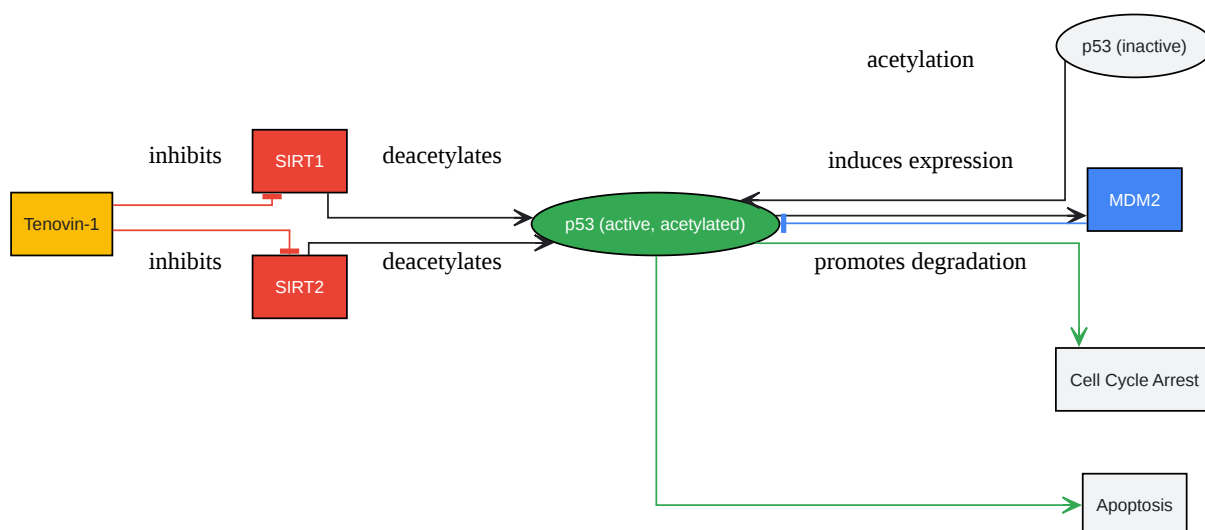 p53 (inactive)
acetylation
inhibits
SIRT1
deacetylates
induces expression
MDM2
Tenovin-1
p53 (active, acetylated)
inhibits
SIRT2
deacetylates
promotes degradation
Cell Cycle Arrest
Apoptosis